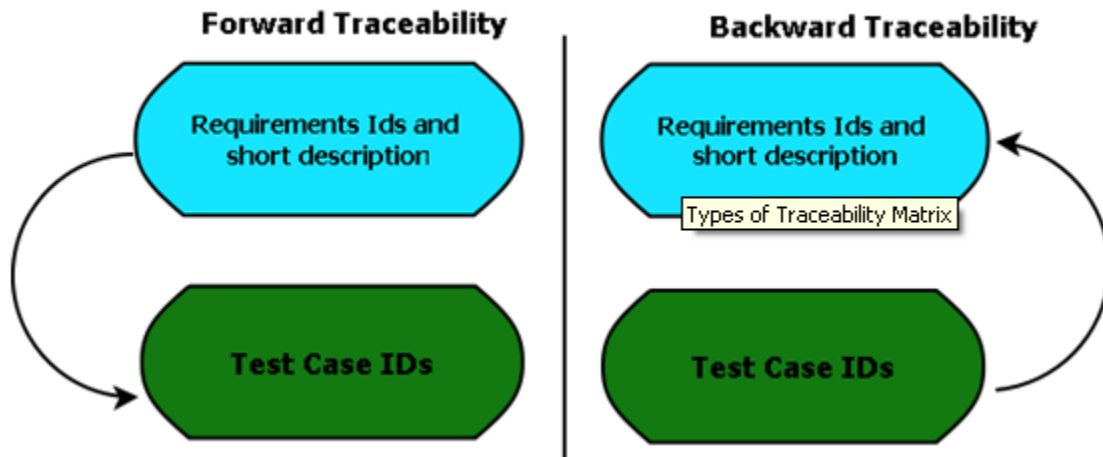 Forward Traceability
Requirements Ids and
short description
Test Case IDs
Backward Traceability
Requirements Ids and
short description
Types of Traceability Matrix
Test Case IDs